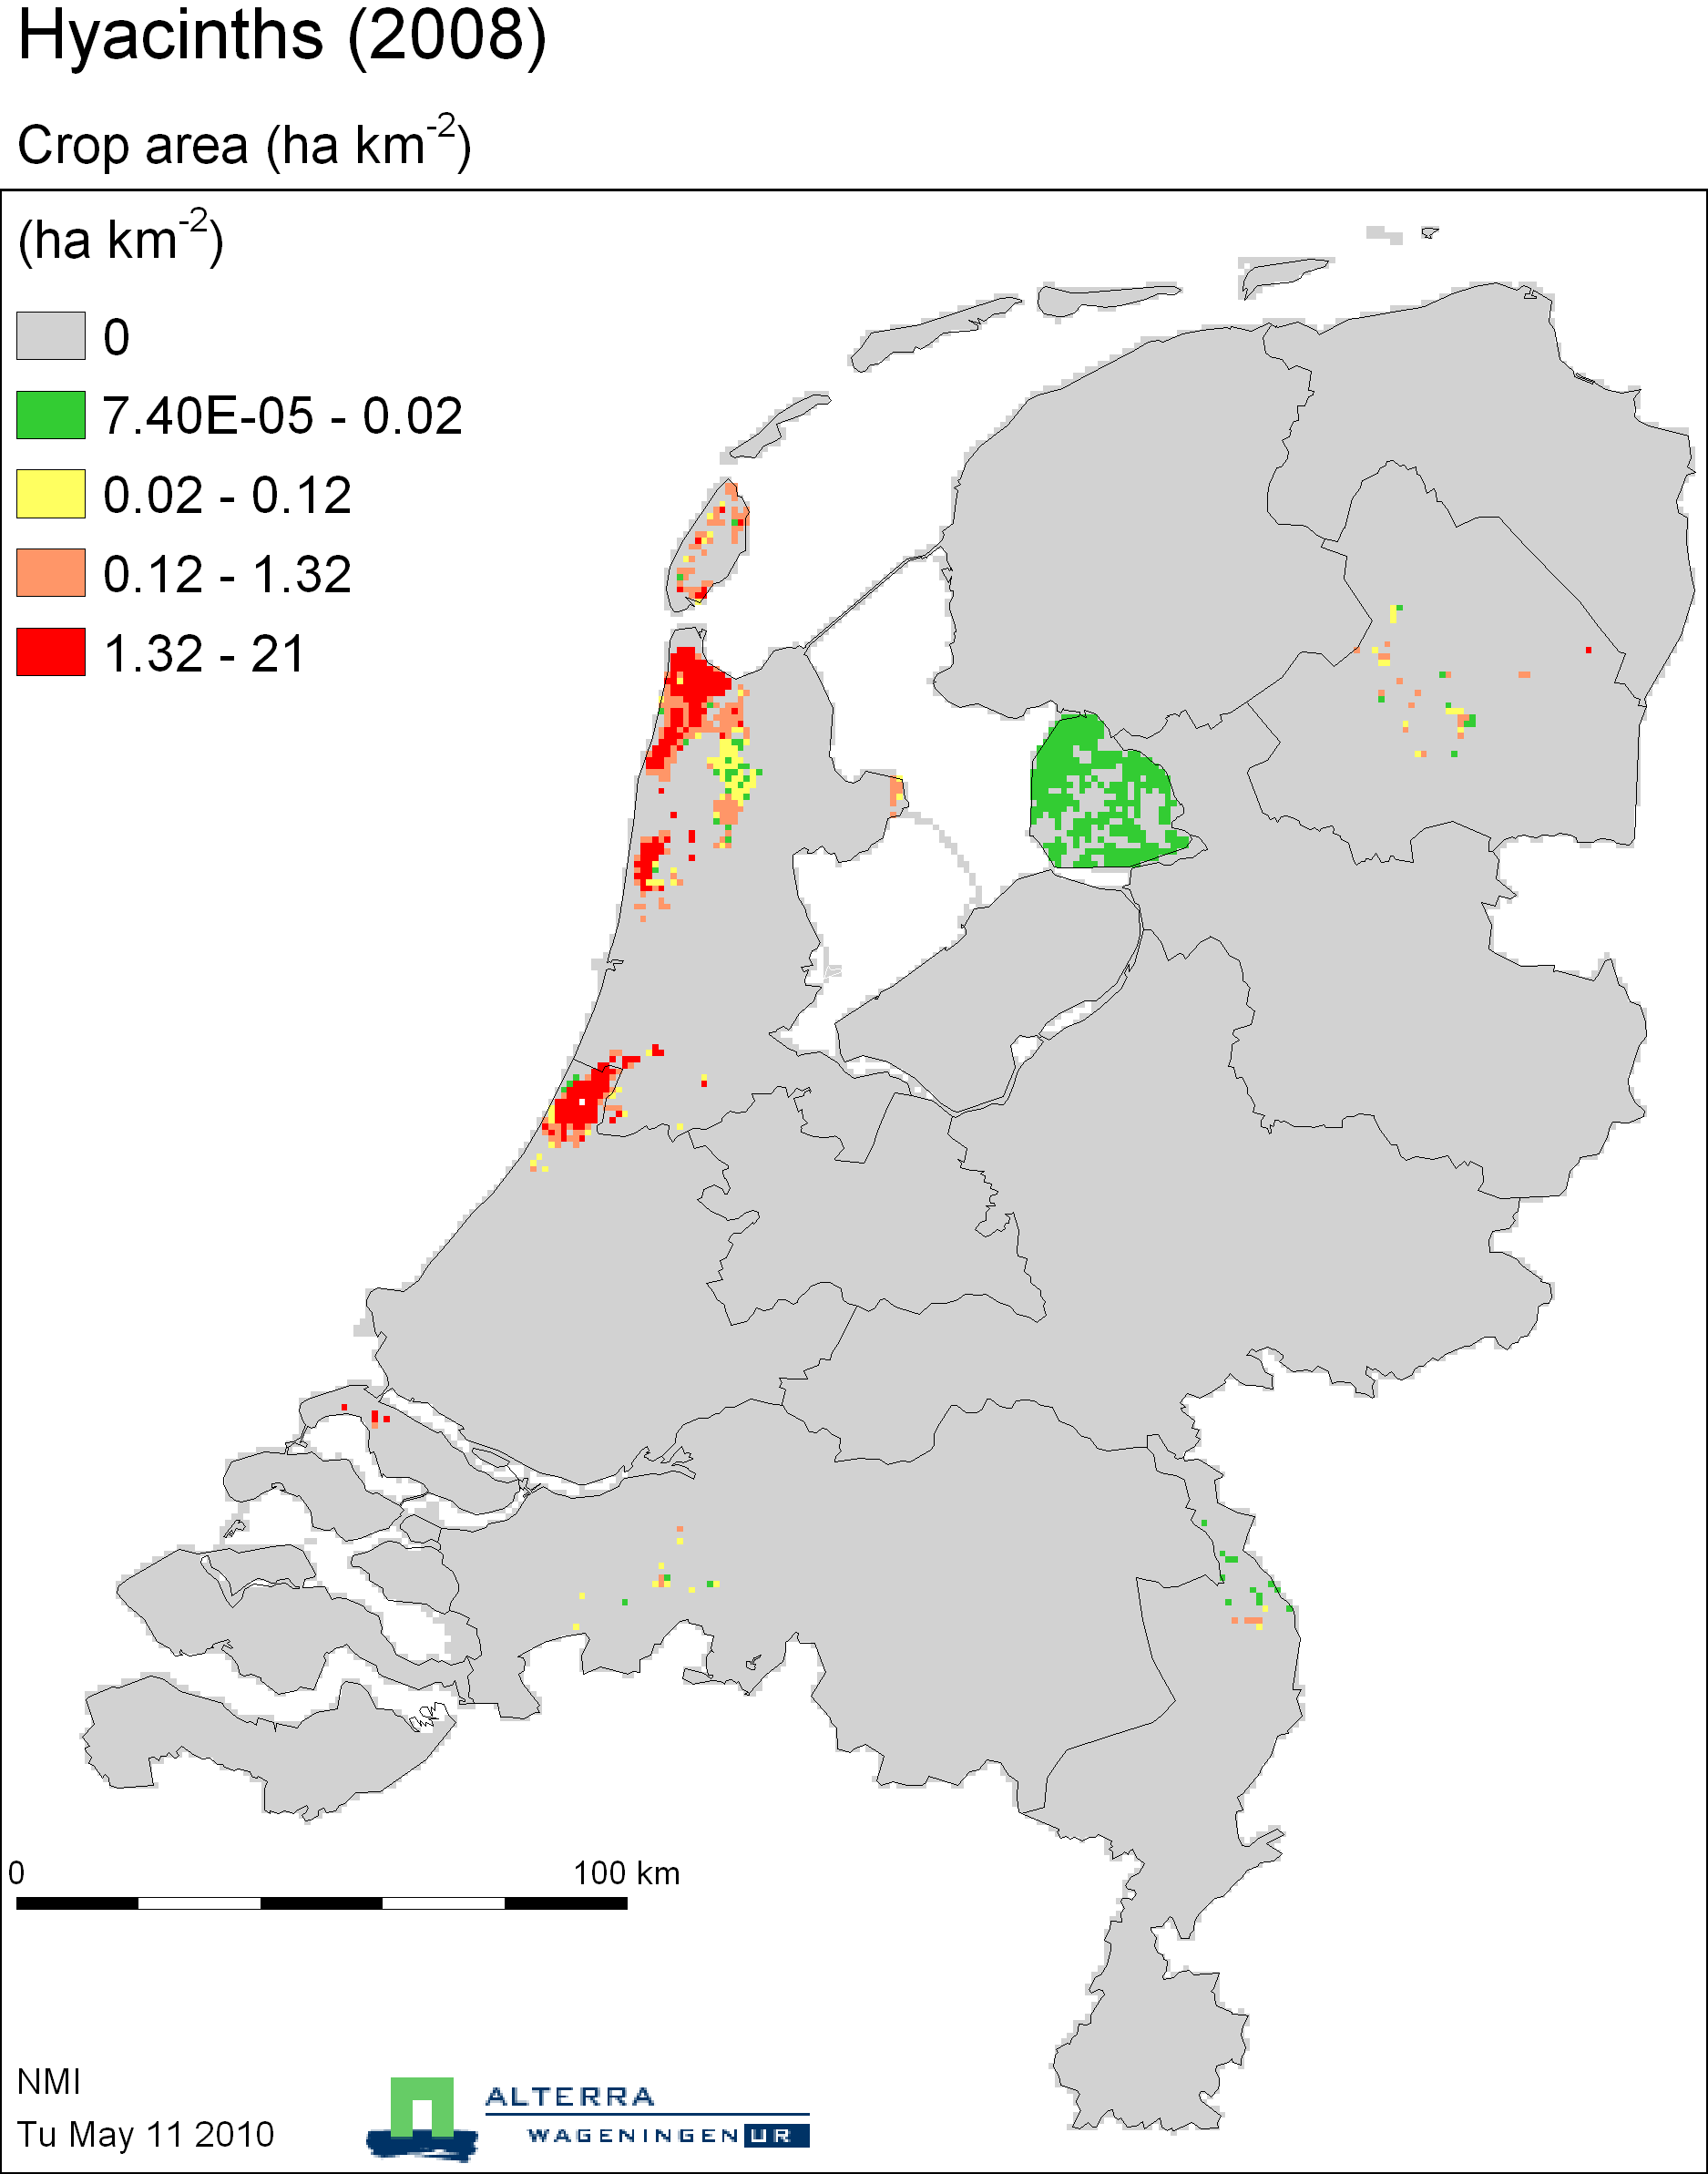 Hyacinths (2008)
Crop area (ha km-2)
(ha km-2)
0
7.40E-05 - 0.02
0.02 - 0.12
0.12 - 1.32
1.32 - 21
0 100 km
NMI
Tu May 11 2010
ALTERRA
WAGENINGEN UR